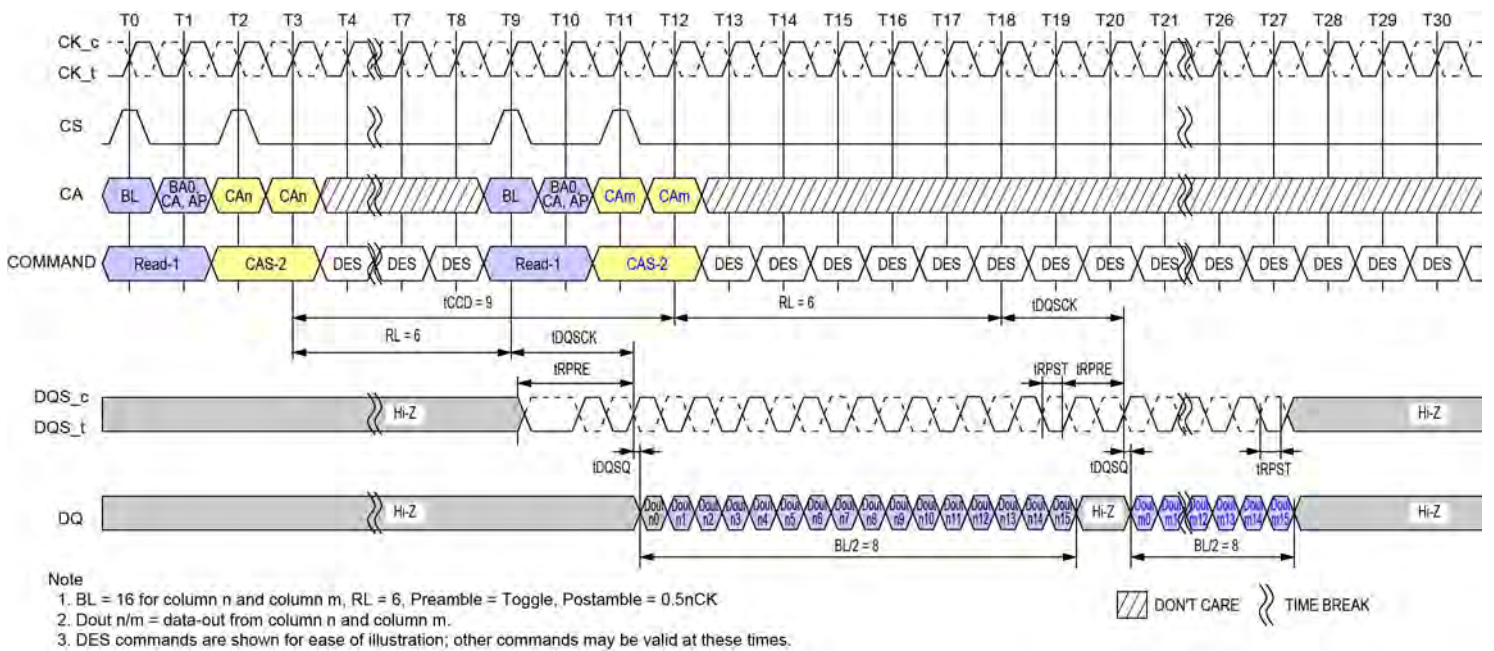 T0 T1 T2 T3 T4 T7 T8 T9 T10 T11 T12 T13 T14 T15 T16 T17 T18 T19 T20 T21 T26 T27 T28 T29 T30
CK_c
CK_t
CS
CA BL BA0, CA, AP CAn CAn BL BA0, CA, AP CAm CAm
COMMAND Read-1 CAS-2 DES DES DES Read-1 CAS-2 DES DES DES DES DES DES DES DES DES DES DES DES DES DES
tCCD = 9 RL = 6 tDQSCK
RL = 6 tDQSCK
tRPRE tRPST tRPRE
DQS_c
DQS_t Hi-Z Hi-Z
tDQSQ tDQSQ tRPST
DQ Hi-Z Dout n0 Dout n1 Dout n2 Dout n3 Dout n4 Dout n5 Dout n6 Dout n7 Dout n8 Dout n9 Dout n10 Dout n11 Dout n12 Dout n13 Dout n14 Dout n15 Hi-Z Dout m0 Dout Dout m12 Dout m13 Dout m14 Dout m15 Hi-Z
BL/2 = 8 BL/2 = 8
Note
1. BL = 16 for column n and column m, RL = 6, Preamble = Toggle, Postamble = 0.5nCK
2. Dout n/m = data-out from column n and column m.
3. DES commands are shown for ease of illustration; other commands may be valid at these times.
DON'T CARE TIME BREAK